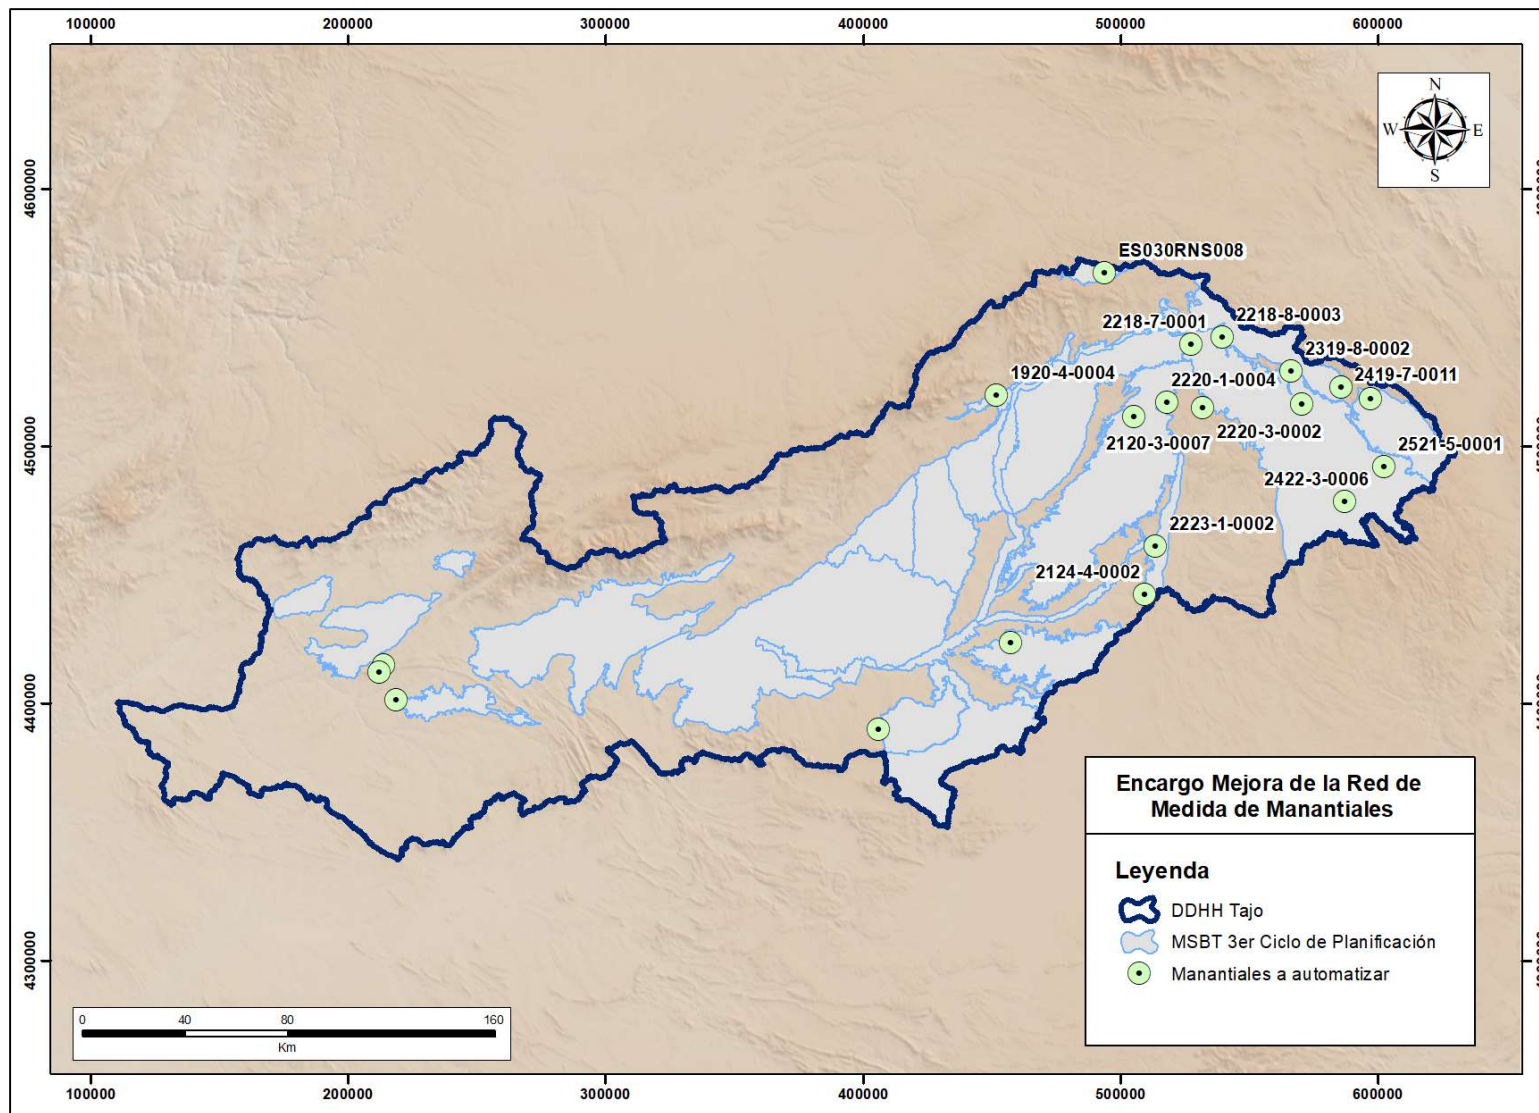 100000 200000 300000 400000 500000 600000
N
W E
S
4600000
ES030RNS008
2218-7-0001
2218-8-0003
2319-8-0002
1920-4-0004
2220-1-0004
2419-7-0011
2120-3-0007
2220-3-0002
2521-5-0001
4500000
2422-3-0006
2223-1-0002
2124-4-0002
4400000
Encargo Mejora de la Red de
Medida de Manantiales
Leyenda
DDHH Tajo
MSBT 3er Ciclo de Planificación
Manantiales a automatizar
4300000
0 40 80 160
Km
100000 200000 300000 400000 500000 600000